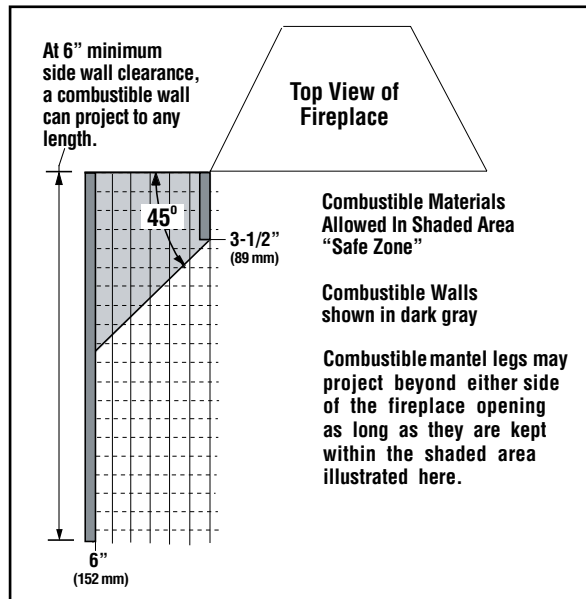 At 6” minimum
side wall clearance,
a combustible wall
can project to any
length.
Top View of
Fireplace
45º
3-1/2”
(89 mm)
Combustible Materials
Allowed In Shaded Area
“Safe Zone”
Combustible Walls
shown in dark gray
Combustible mantel legs may
project beyond either side
of the fireplace opening
as long as they are kept
within the shaded area
illustrated here.
6”
(152 mm)